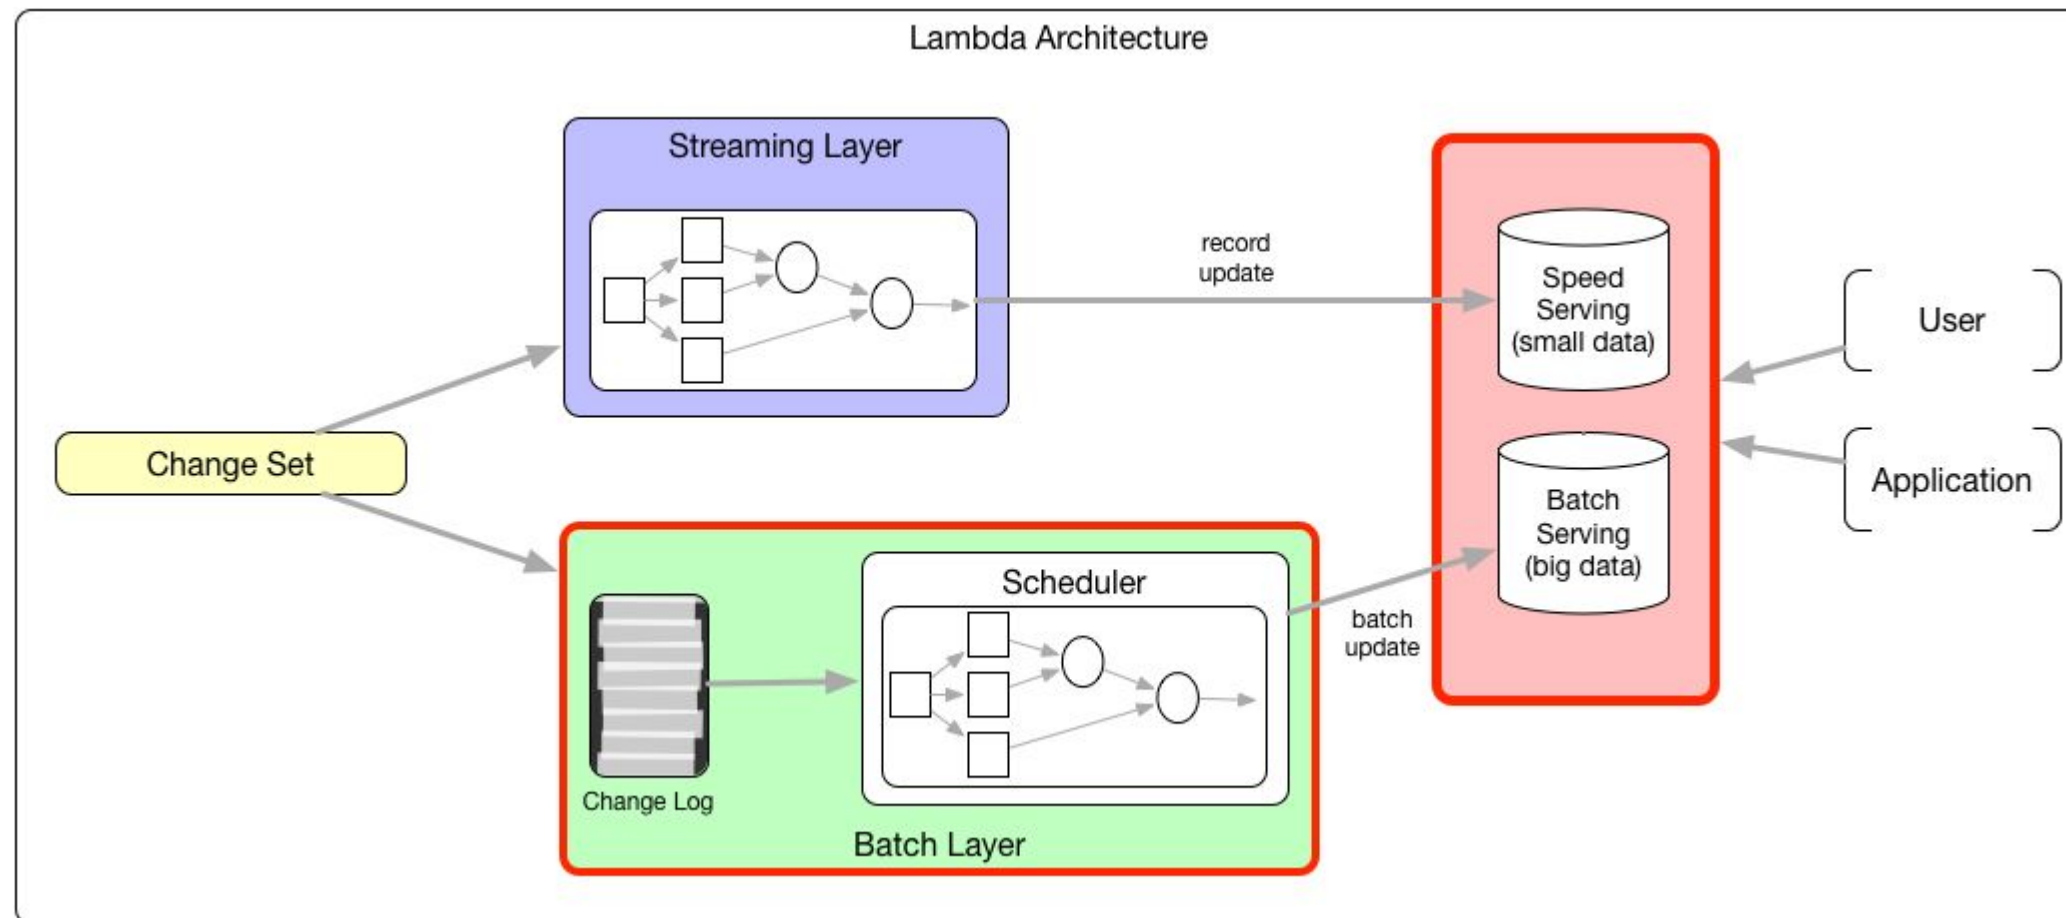 Lambda Architecture
Streaming Layer
record
update
Speed
Serving
(small data)
User
Change Set
Application
Batch
Serving
(big data)
Scheduler
batch
update
Change Log
Batch Layer